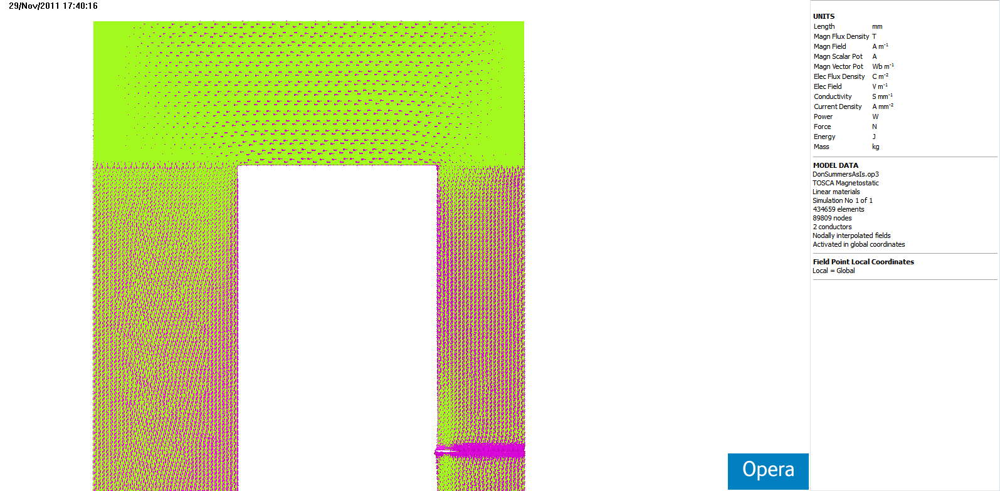 29/Nov/2011 17:40:16
UNITS
Length mm
Magn Flux Density T
Magn Field A m⁻¹
Magn Scalar Pot A
Magn Vector Pot Wb m⁻¹
Elec Flux Density C m⁻²
Elec Field V m⁻¹
Conductivity S mm⁻¹
Current Density A mm⁻²
Power W
Force N
Energy J
Mass kg
MODEL DATA
DonSummersAsIs.op3
TOSCA Magnetostatic
Linear materials
Simulation No 1 of 1
434659 elements
89809 nodes
2 conductors
Nodally interpolated fields
Activated in global coordinates
Field Point Local Coordinates
Local = Global
Opera